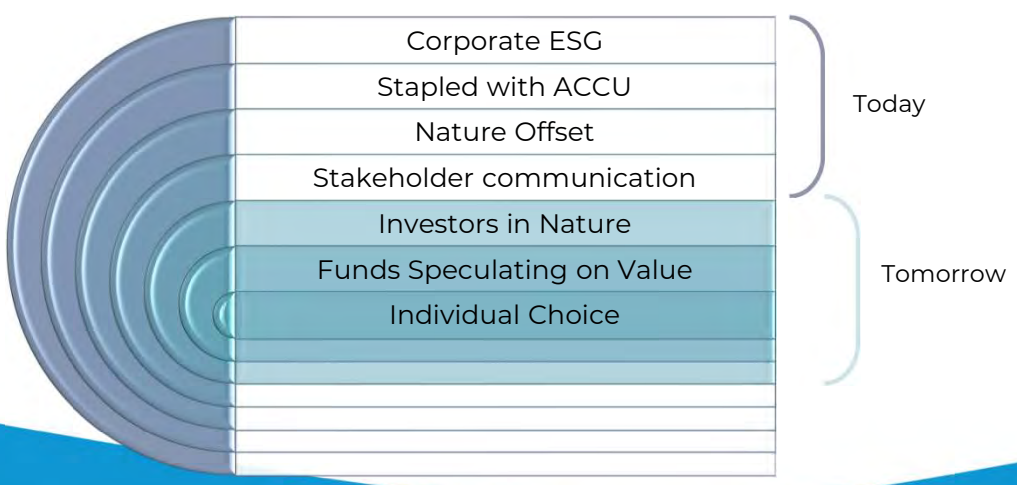 Corporate ESG
Stapled with ACCU
Nature Offset
Stakeholder communication
Today
Investors in Nature
Funds Speculating on Value
Individual Choice
Tomorrow